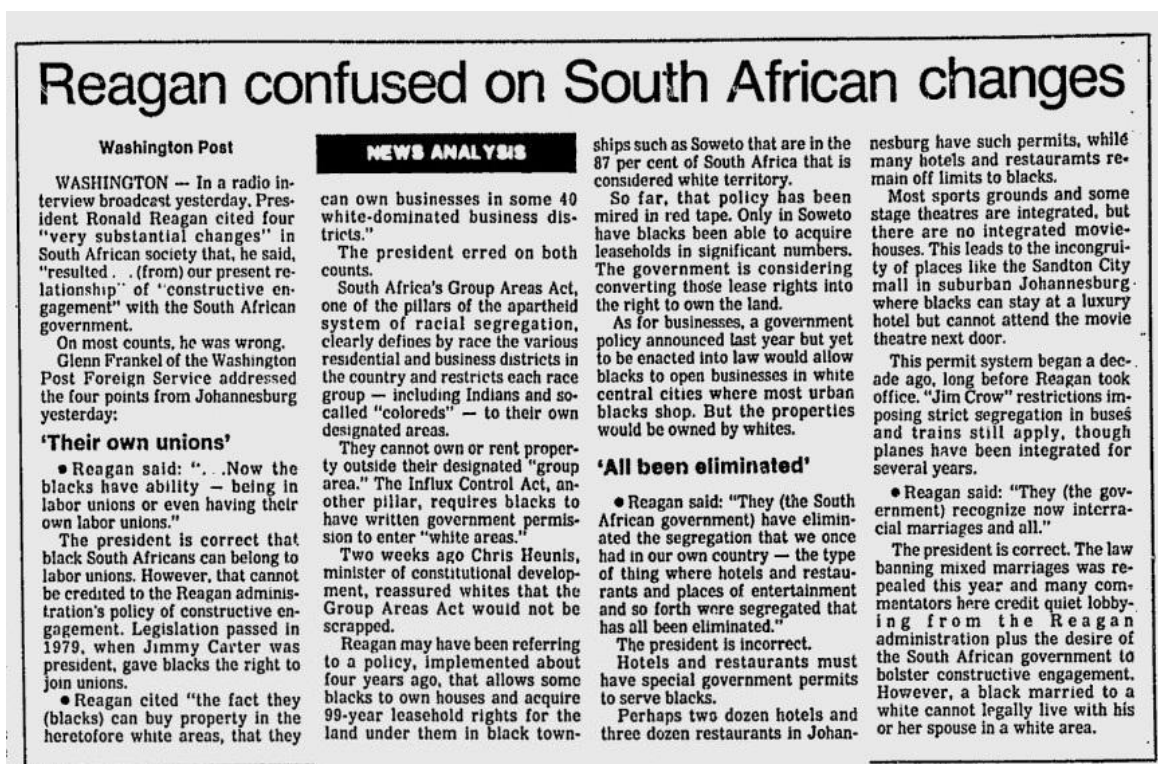 Reagan confused on South African changes
Washington Post
WASHINGTON — In a radio in-
terview broadcast yesterday, Pres-
ident Ronald Reagan cited four
"very substantial changes" in
South African society that, he said,
"resulted. . .(from) our present re-
lationship" of "constructive en-
gagement" with the South African
government.
On most counts, he was wrong.
Glenn Frankel of the Washington
Post Foreign Service addressed
the four points from Johannesburg
yesterday:
'Their own unions'
● Reagan said: ". . .Now the
blacks have ability — being in
labor unions or even having their
own labor unions."
The president is correct that
black South Africans can belong to
labor unions. However, that cannot
be credited to the Reagan adminis-
tration's policy of constructive en-
gagement. Legislation passed in
1979, when Jimmy Carter was
president, gave blacks the right to
join unions.
● Reagan cited "the fact they
(blacks) can buy property in the
heretofore white areas, that they
NEWS ANALYSIS
can own businesses in some 40
white-dominated business dis-
tricts."
The president erred on both
counts.
South Africa's Group Areas Act,
one of the pillars of the apartheid
system of racial segregation,
clearly defines by race the various
residential and business districts in
the country and restricts each race
group — including Indians and so-
called "coloreds" — to their own
designated areas.
They cannot own or rent proper-
ty outside their designated "group
area." The Influx Control Act, an-
other pillar, requires blacks to
have written government permis-
sion to enter "white areas."
Two weeks ago Chris Heunis,
minister of constitutional develop-
ment, reassured whites that the
Group Areas Act would not be
scrapped.
Reagan may have been referring
to a policy, implemented about
four years ago, that allows some
blacks to own houses and acquire
99-year leasehold rights for the
land under them in black town-
ships such as Soweto that are in the
87 per cent of South Africa that is
considered white territory.
So far, that policy has been
mired in red tape. Only in Soweto
have blacks been able to acquire
leaseholds in significant numbers.
The government is considering
converting those lease rights into
the right to own the land.
As for businesses, a government
policy announced last year but yet
to be enacted into law would allow
blacks to open businesses in white
central cities where most urban
blacks shop. But the properties
would be owned by whites.
'All been eliminated'
● Reagan said: "They (the South
African government) have elimin-
ated the segregation that we once
had in our own country — the type
of thing where hotels and restau-
rants and places of entertainment
and so forth were segregated that
has all been eliminated."
The president is incorrect.
Hotels and restaurants must
have special government permits
to serve blacks.
Perhaps two dozen hotels and
three dozen restaurants in Johan-
nesburg have such permits, while
many hotels and restauramts re-
main off limits to blacks.
Most sports grounds and some
stage theatres are integrated, but
there are no integrated movie-
houses. This leads to the incongrui-
ty of places like the Sandton City
mall in suburban Johannesburg
where blacks can stay at a luxury
hotel but cannot attend the movie
theatre next door.
This permit system began a dec-
ade ago, long before Reagan took
office. "Jim Crow" restrictions im-
posing strict segregation in buses
and trains still apply, though
planes have been integrated for
several years.
● Reagan said: "They (the gov-
ernment) recognize now interra-
cial marriages and all."
The president is correct. The law
banning mixed marriages was re-
pealed this year and many com-
mentators here credit quiet lobby-
ing from the Reagan
administration plus the desire of
the South African government to
bolster constructive engagement.
However, a black married to a
white cannot legally live with his
or her spouse in a white area.